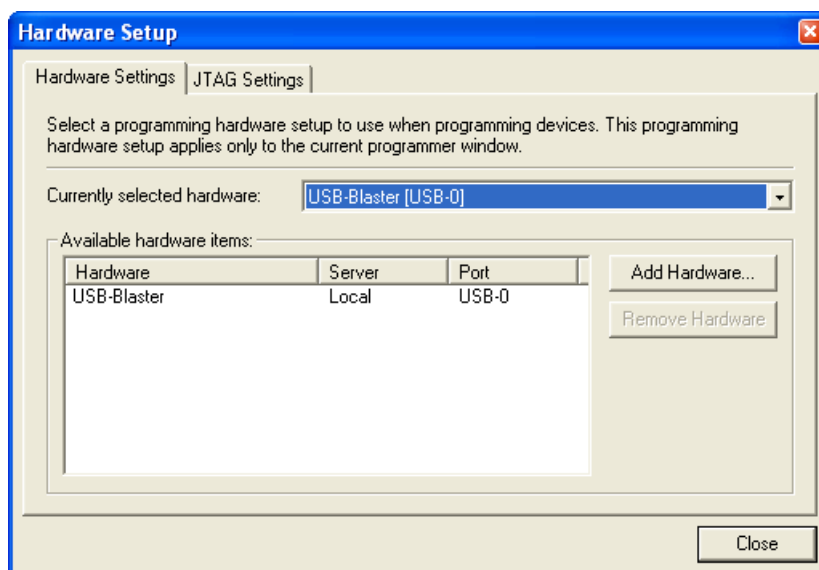 Hardware Setup
Hardware Settings
JTAG Settings
Select a programming hardware setup to use when programming devices. This programming
hardware setup applies only to the current programmer window.
Currently selected hardware:
USB-Blaster [USB-0]
Available hardware items:
Hardware Server Port
USB-Blaster Local USB-0
Add Hardware...
Remove Hardware
Close